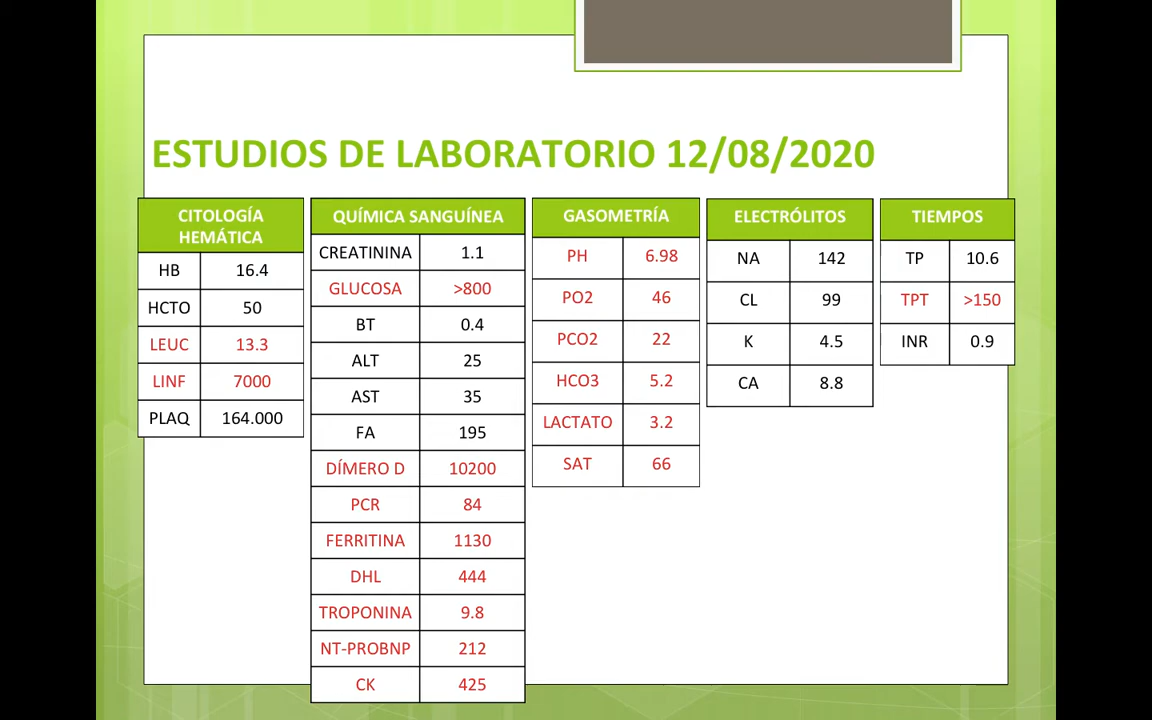 ESTUDIOS DE LABORATORIO 12/08/2020
CITOLOGÍA
HEMÁTICA
HB 16.4
HCTO 50
LEUC 13.3
LINF 7000
PLAQ 164.000
QUÍMICA SANGUÍNEA
CREATININA 1.1
GLUCOSA >800
BT 0.4
ALT 25
AST 35
FA 195
DÍMERO D 10200
PCR 84
FERRITINA 1130
DHL 444
TROPONINA 9.8
NT-PROBNP 212
CK 425
GASOMETRÍA
PH 6.98
PO2 46
PCO2 22
HCO3 5.2
LACTATO 3.2
SAT 66
ELECTRÓLITOS
NA 142
CL 99
K 4.5
CA 8.8
TIEMPOS
TP 10.6
TPT >150
INR 0.9